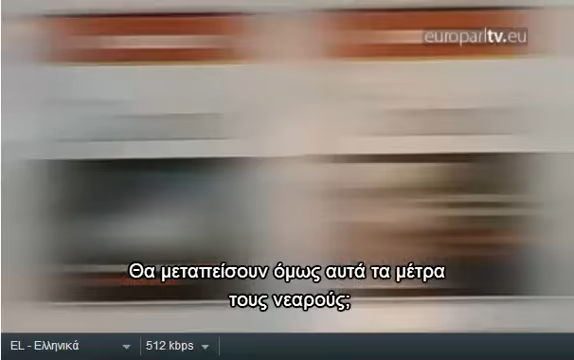 europarltv.eu
Θα μεταπείσουν όμως αυτά τα μέτρα
τους νεαρούς;
EL - Ελληνικά 512 kbps